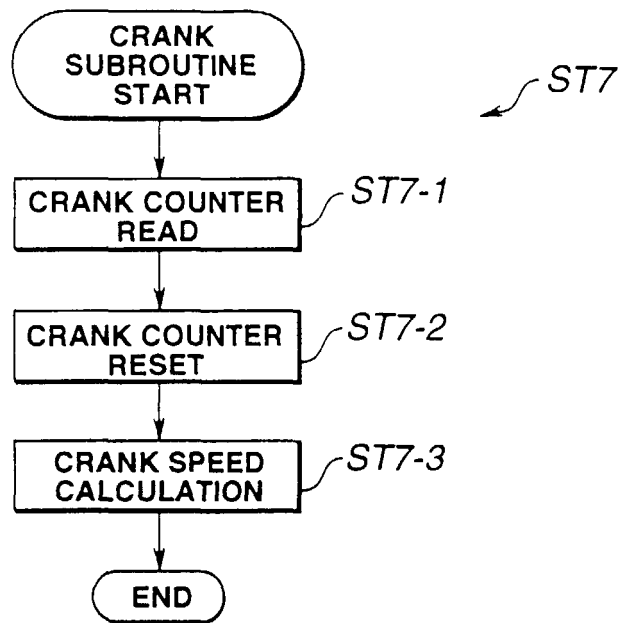 CRANK
SUBROUTINE
START
ST7
CRANK COUNTER
READ
ST7-1
CRANK COUNTER
RESET
ST7-2
CRANK SPEED
CALCULATION
ST7-3
END